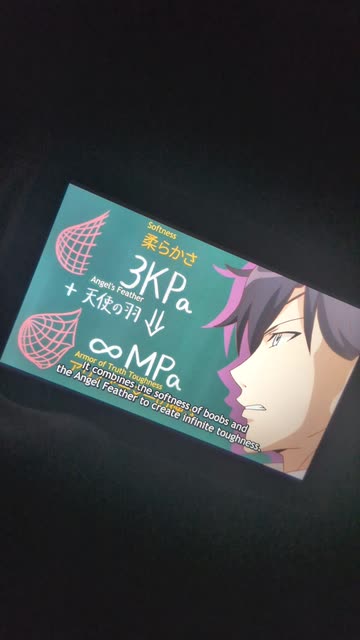 Softness
柔らかさ
3KPa
Angel's Feather
+ 天使の羽
∞MPa
Armor of Truth Toughness
It combines the softness of boobs and
the Angel Feather to create infinite toughness.